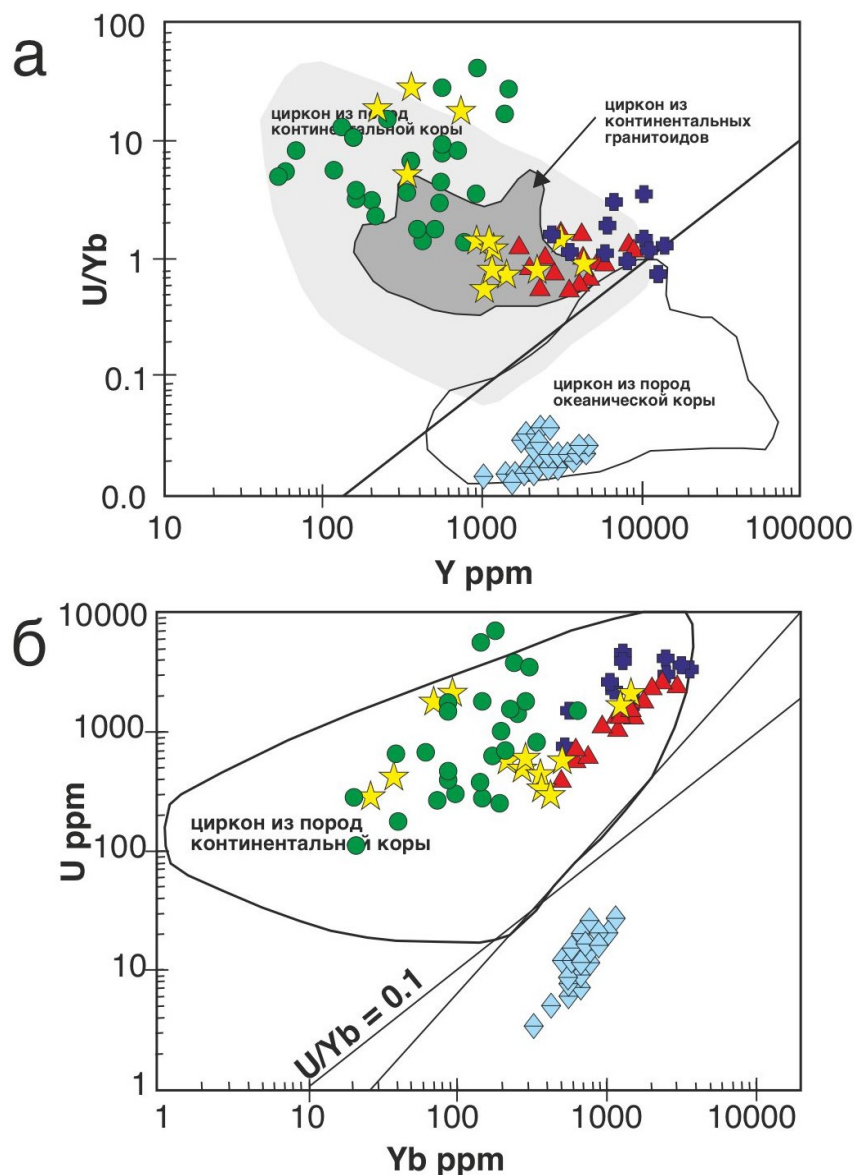 а
100
10
1
0.1
0.0
U/Yb
циркон из пород
континентальной коры
циркон из
континентальных
гранитоидов
циркон из пород
океанической коры
10
100
1000
10000
100000
Y ppm
б
10000
1000
100
10
1
U ppm
циркон из пород
континентальной коры
U/Yb = 0.1
1
10
100
1000
10000
Yb ppm